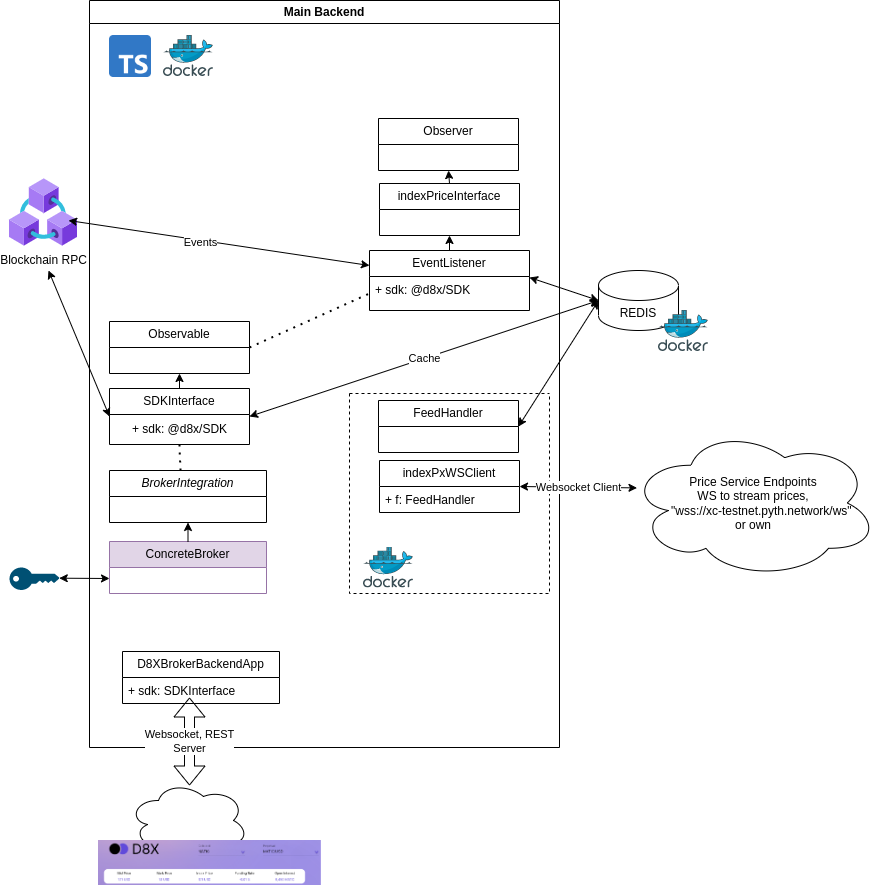 Main Backend
TS
docker
Observer
indexPriceInterface
Events
Blockchain RPC
EventListener
+ sdk: @d8x/SDK
REDIS
docker
Observable
Cache
SDKInterface
+ sdk: @d8x/SDK
FeedHandler
BrokerIntegration
indexPxWSClient
+ f: FeedHandler
Websocket Client
Price Service Endpoints
WS to stream prices,
"wss://xc-testnet.pyth.network/ws"
or own
ConcreteBroker
docker
D8XBrokerBackendApp
+ sdk: SDKInterface
Websocket, REST
Server
D8X